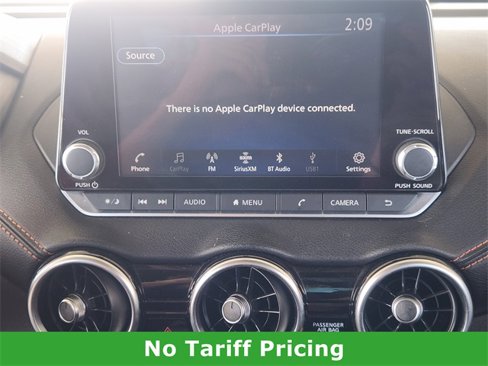 Apple CarPlay
2:09
Source
There is no Apple CarPlay device connected.
VOL
TUNE•SCROLL
Phone CarPlay FM SiriusXM BT Audio USB1 Settings
PUSH
PUSH SOUND
AUDIO MENU CAMERA
PASSENGER
AIR BAG
No Tariff Pricing